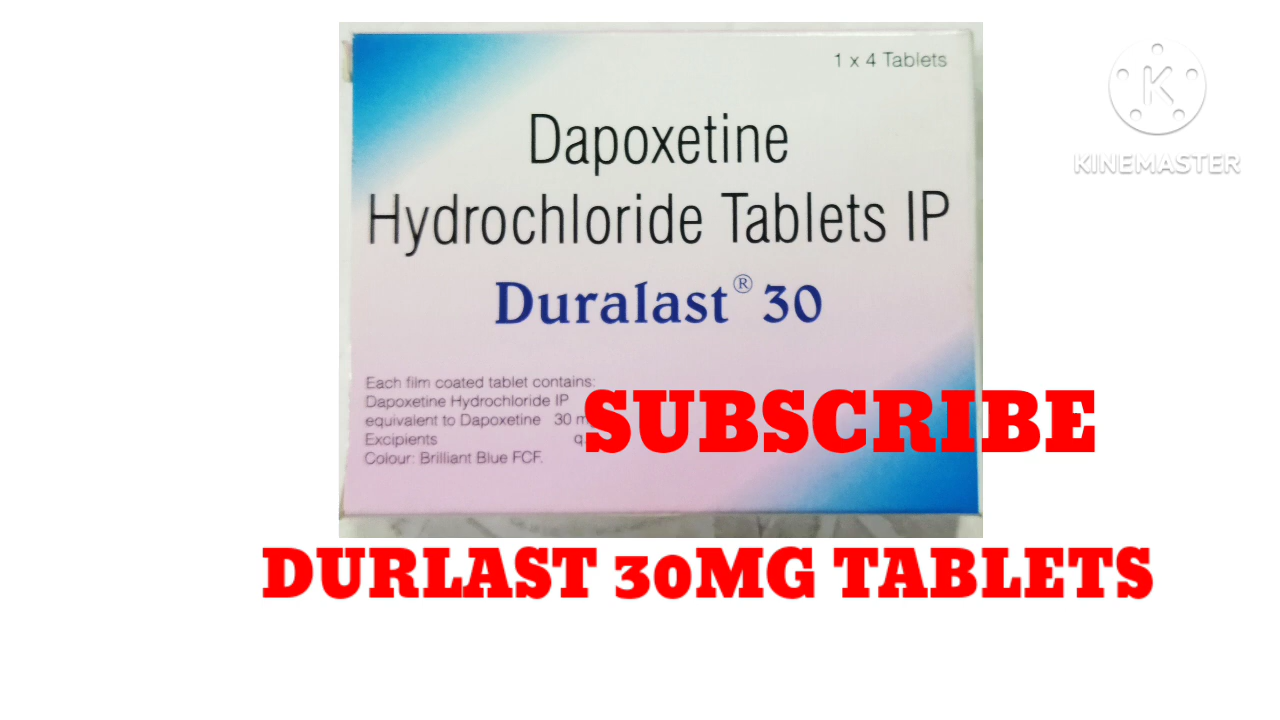 1 x 4 Tablets
Dapoxetine
Hydrochloride Tablets IP
Duralast® 30
Each film coated tablet contains:
Dapoxetine Hydrochloride IP
equivalent to Dapoxetine 30
Excipients
Colour: Brilliant Blue FCF.
SUBSCRIBE
DURLAST 30MG TABLETS
K
KINEMASTER